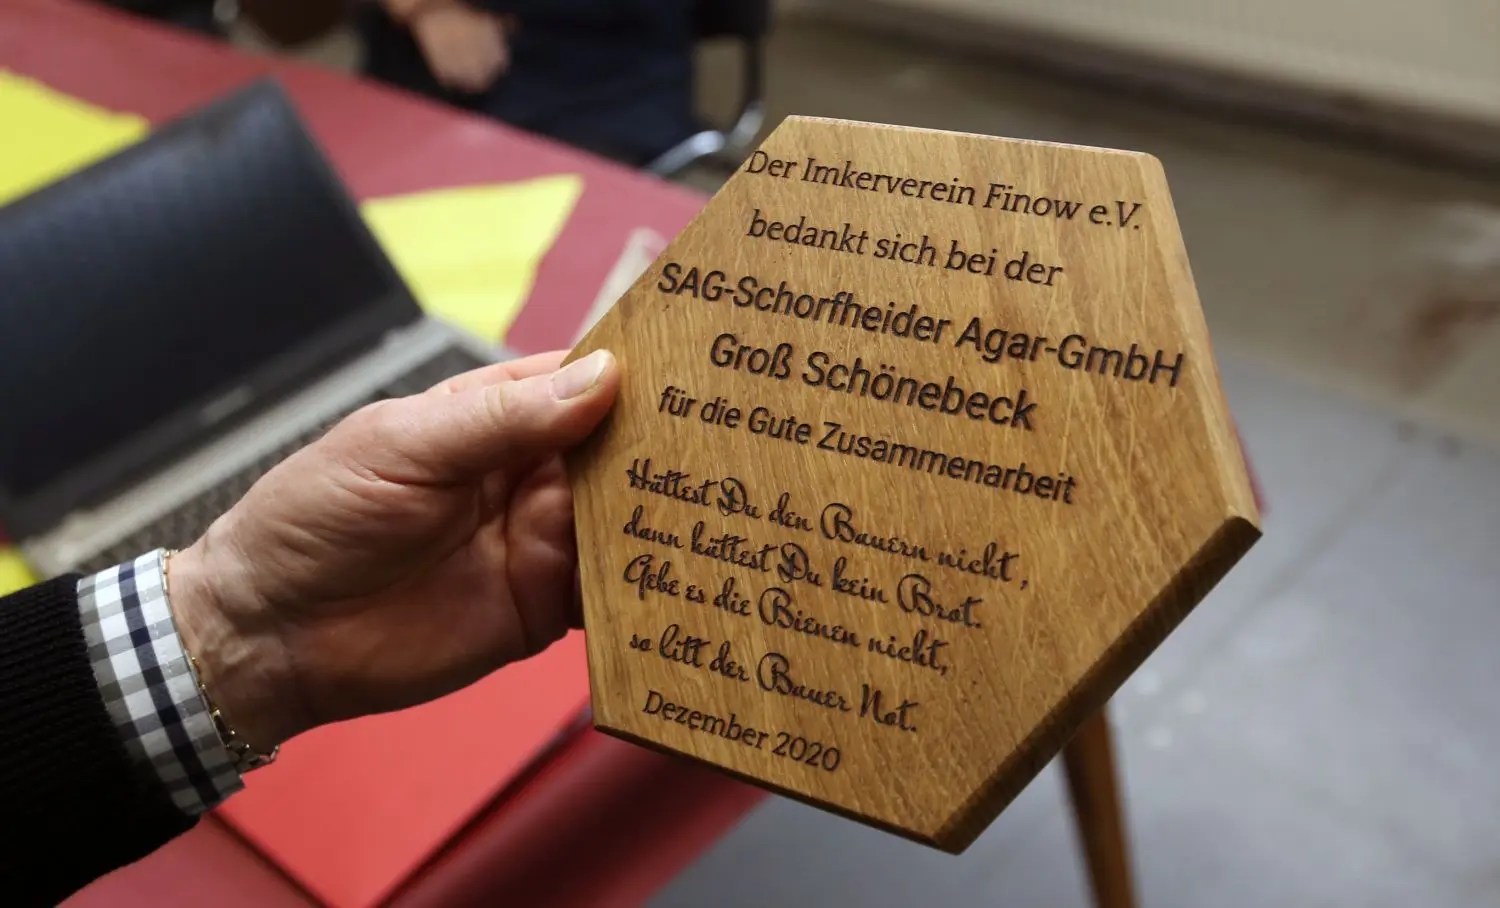 Der Imkerverein Finow e.V.
bedankt sich bei der
SAG-Schorfheider Agar-GmbH
Groß Schönebeck
für die Gute Zusammenarbeit
Hättest Du den Bauern nicht,
dann hättest Du kein Brot.
Gebe es die Bienen nicht,
so litt der Bauer Not.
Dezember 2020